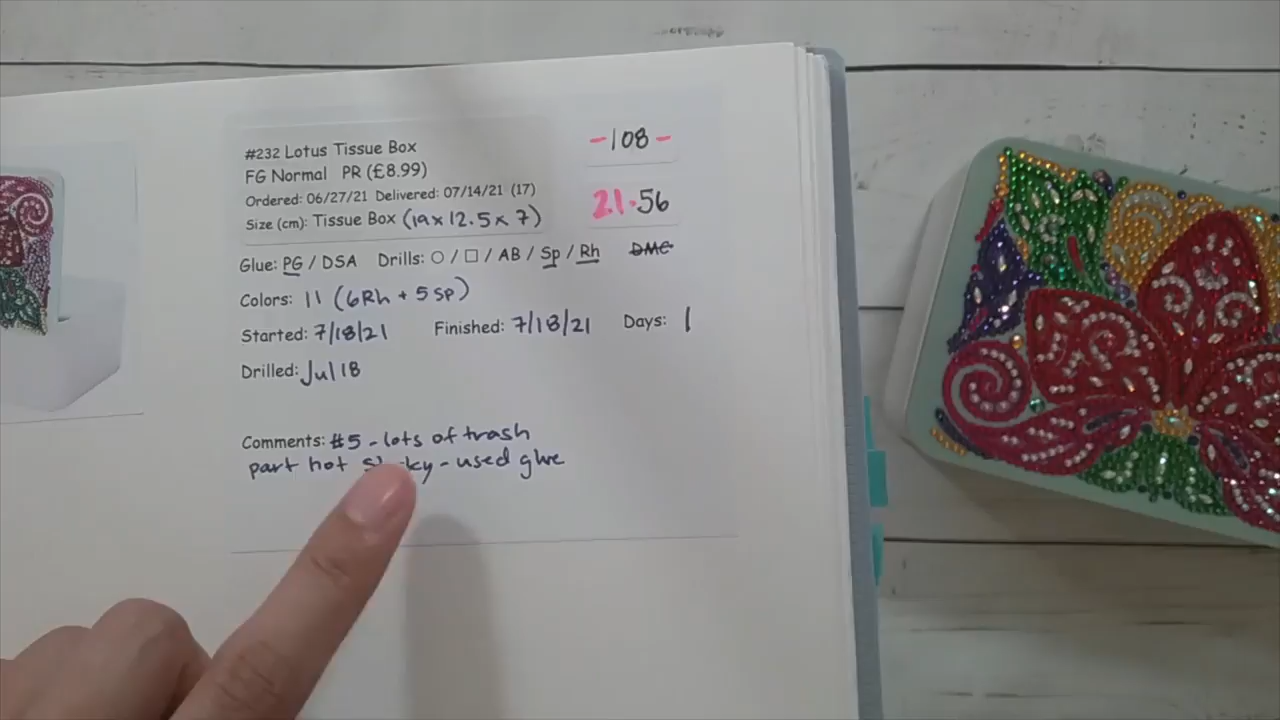 #232 Lotus Tissue Box
FG Normal PR (£8.99)
Ordered: 06/27/21 Delivered: 07/14/21 (17)
Size (cm): Tissue Box (19x12.5x7)
-108-
21.56
Glue: PG / DSA Drills: ○ / □ / AB / Sp / Rh DMC
Colors: 11 (6Rh + 5Sp)
Started: 7/18/21 Finished: 7/18/21 Days: 1
Drilled: Jul 18
Comments: #5 - lots of trash
part not - used glue